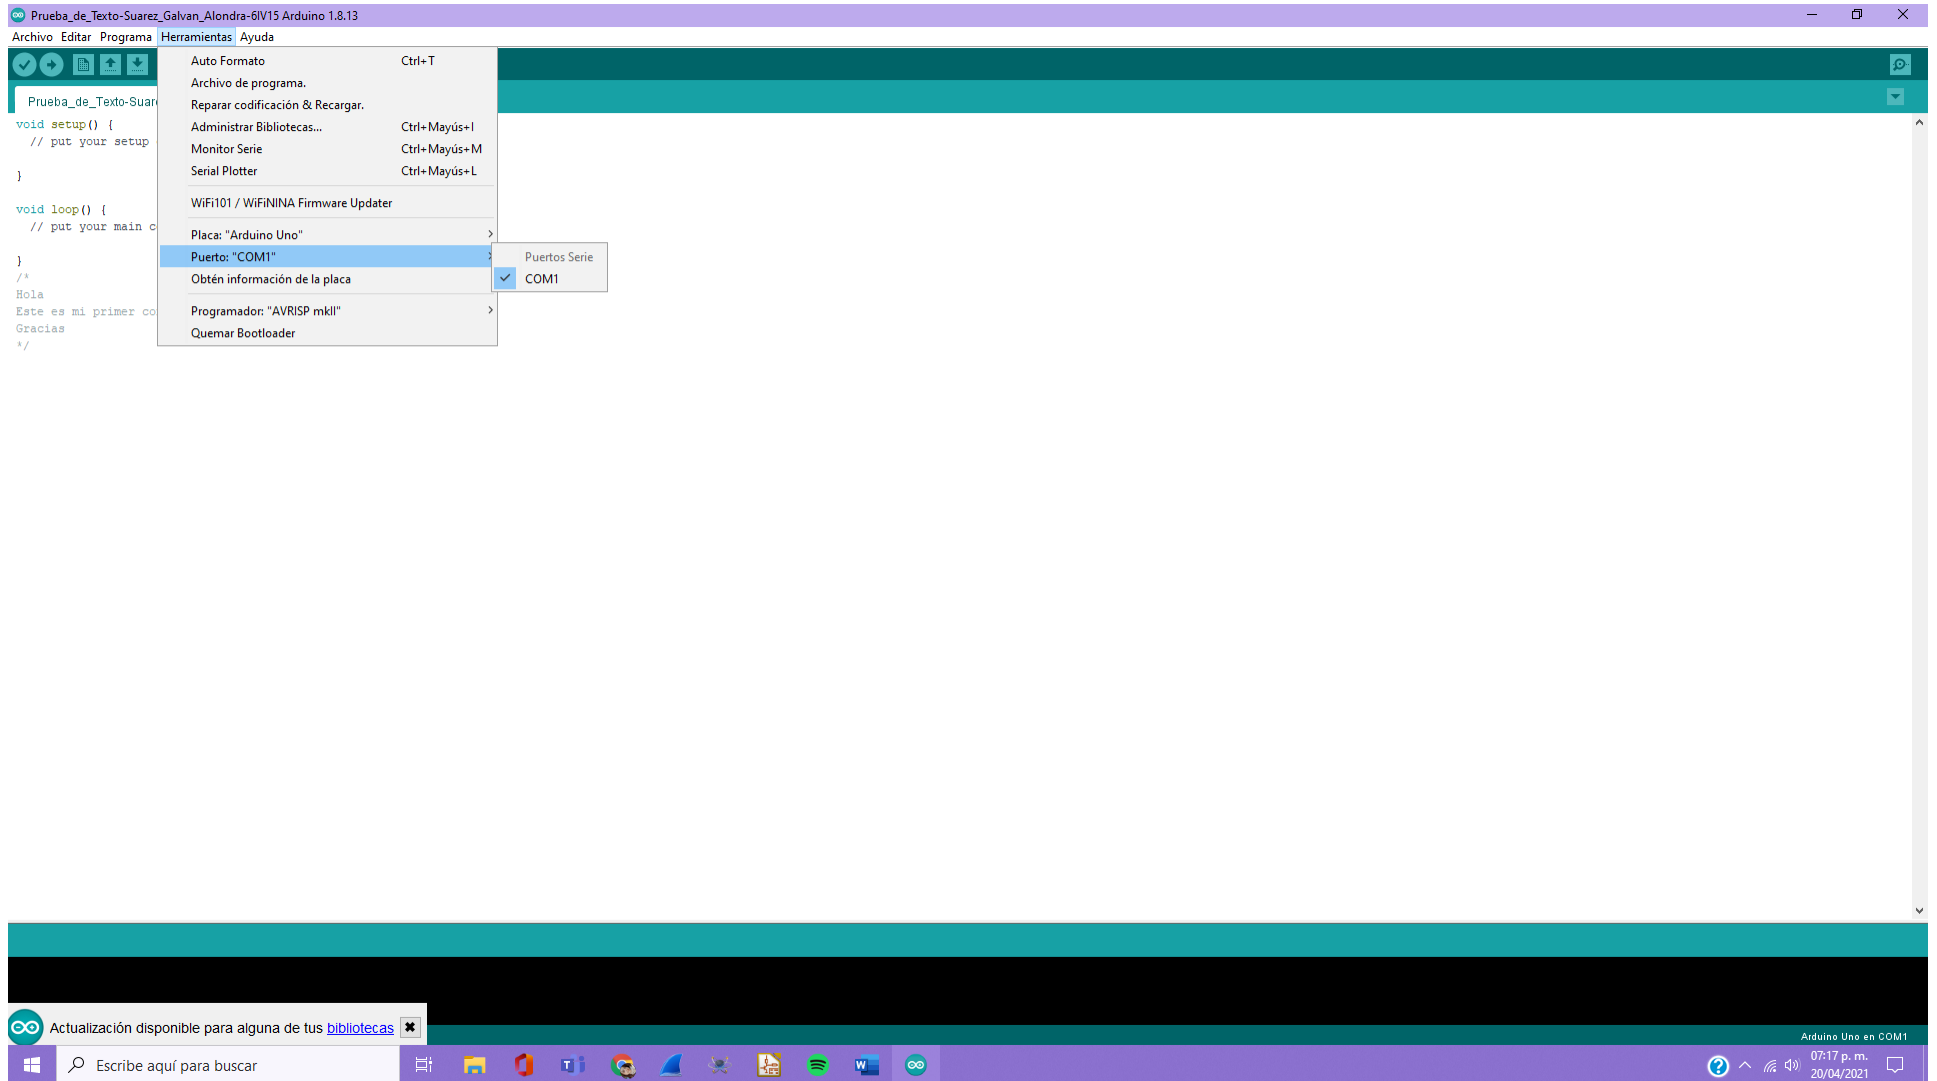 Prueba_de_Texto-Suarez_Galvan_Alondra-6IV15 Arduino 1.8.13
Archivo Editar Programa Herramientas Ayuda
Auto Formato Ctrl+T
Archivo de programa.
Reparar codificación & Recargar.
Administrar Bibliotecas... Ctrl+Mayús+I
Monitor Serie Ctrl+Mayús+M
Serial Plotter Ctrl+Mayús+L
WiFi101 / WiFiNINA Firmware Updater
Placa: "Arduino Uno"
Puerto: "COM1"
Obtén información de la placa
Programador: "AVRISP mkII"
Quemar Bootloader
Puertos Serie
COM1
Prueba_de_Texto-Suar
void setup() {
// put your setup
}
void loop() {
// put your main c
}
/*
Hola
Este es mi primer co
Gracias
*/
Actualización disponible para alguna de tus bibliotecas
Arduino Uno en COM1
Escribe aquí para buscar
07:17 p. m.
20/04/2021